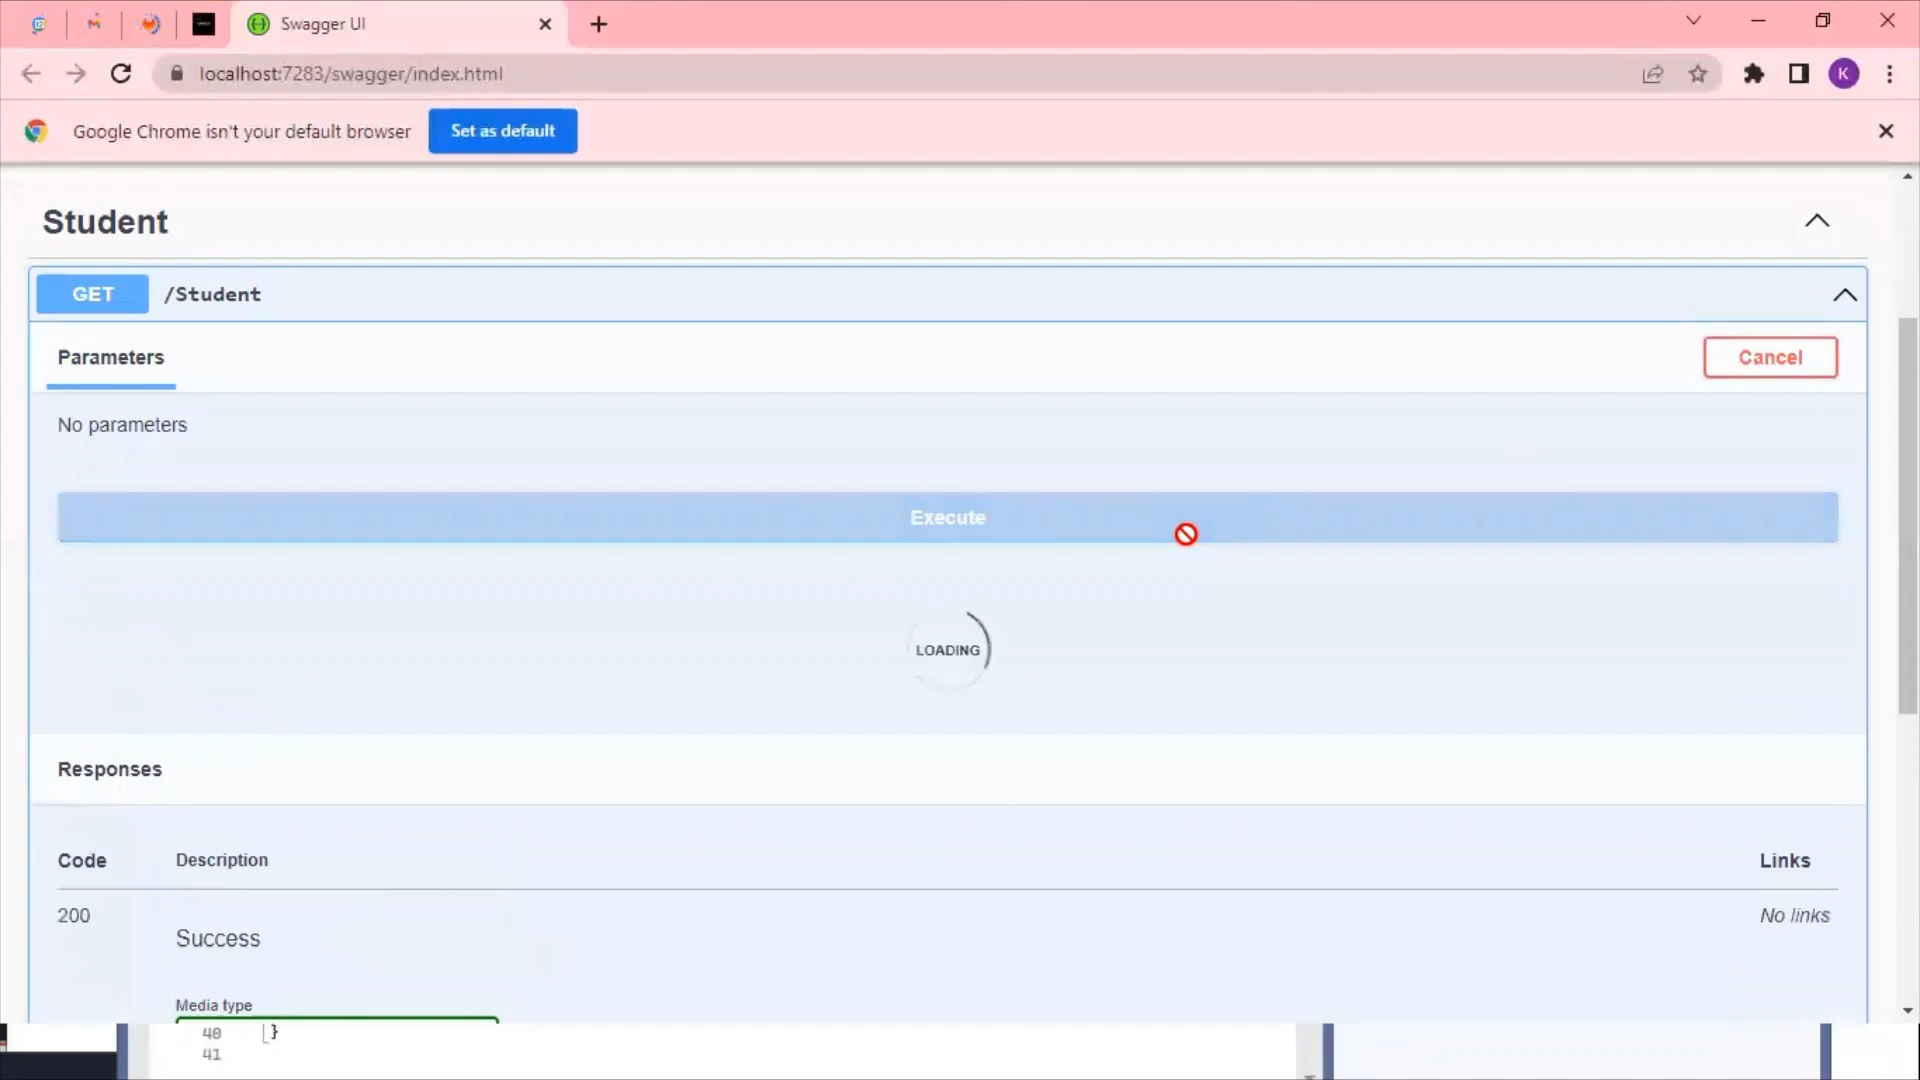 Swagger UI
localhost:7283/swagger/index.html
K
Google Chrome isn't your default browser
Set as default
Student
GET /Student
Parameters
Cancel
No parameters
Execute
LOADING
Responses
Code Description Links
200 No links
Success
Media type
40 }
41